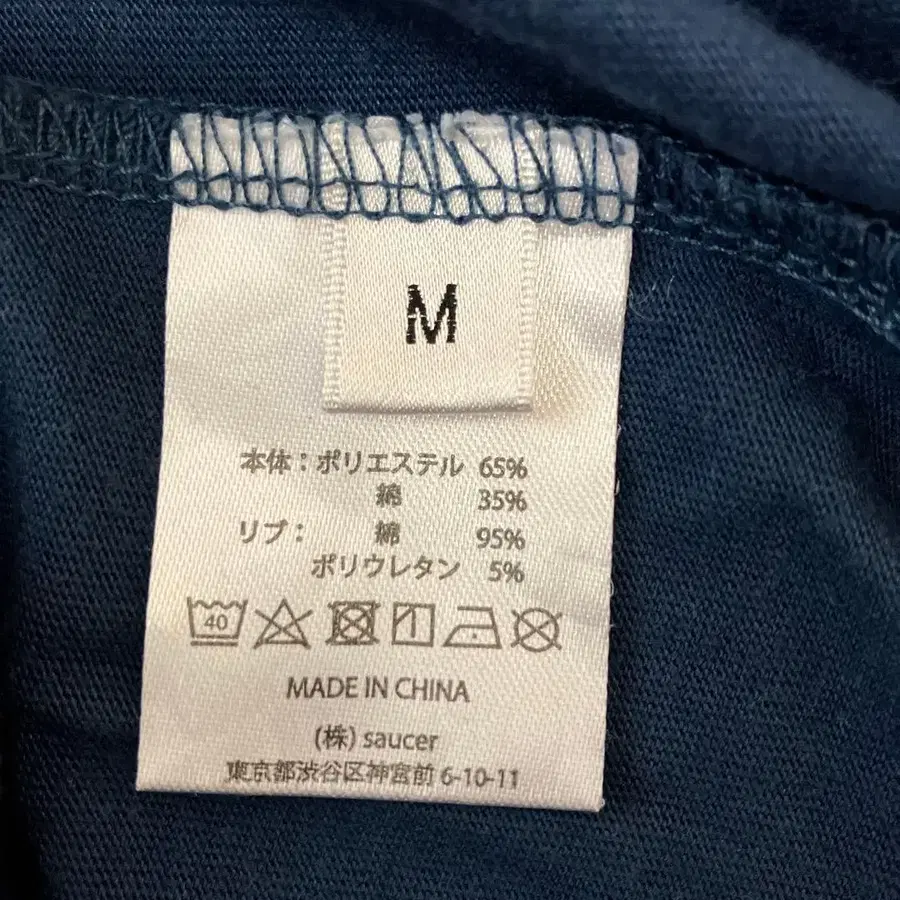 M
本体：ポリエステル 65%
綿 35%
リブ： 綿 95%
ポリウレタン 5%
40
MADE IN CHINA
(株) saucer
東京都渋谷区神宮前 6-10-11